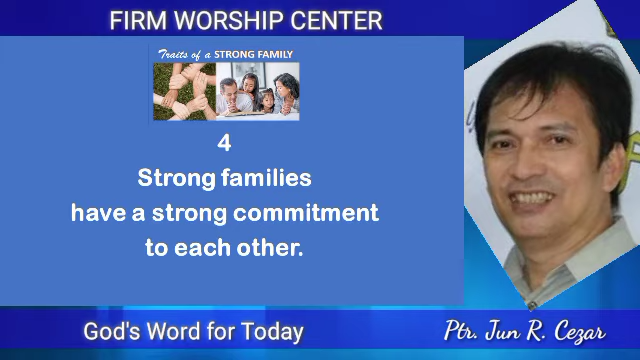 FIRM WORSHIP CENTER
Traits of a STRONG FAMILY
4
Strong families
have a strong commitment
to each other.
God's Word for Today
Ptr. Jun R. Cezar